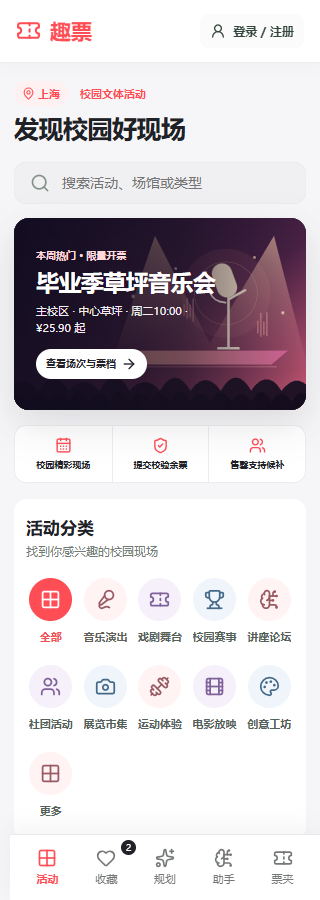 趣票
登录 / 注册
上海 校园文体活动
发现校园好现场
搜索活动、场馆或类型
本周热门 • 限量开票
毕业季草坪音乐会
主校区 · 中心草坪 · 周二10:00 ·
¥25.90 起
查看场次与票档
校园精彩现场 提交校验余票 售罄支持候补
活动分类
找到你感兴趣的校园现场
全部 音乐演出 戏剧舞台 校园赛事 讲座论坛
社团活动 展览市集 运动体验 电影放映 创意工坊
更多
2
活动 收藏 规划 助手 票夹